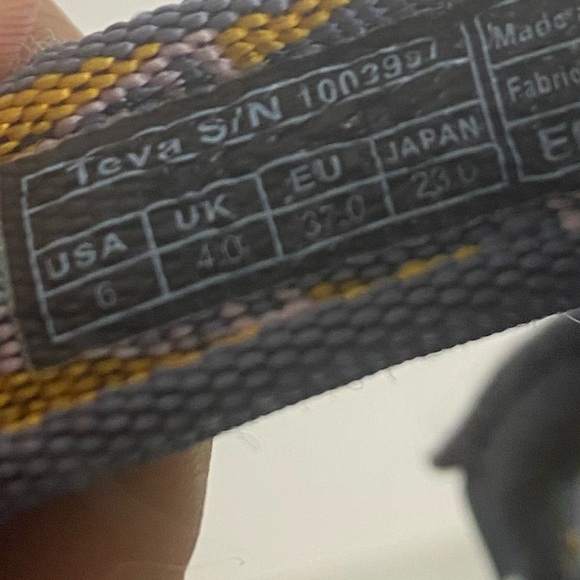 Teva S/N 1003997
USA UK EU JAPAN
6 4.0 37.0 23.0
Made
Fabric